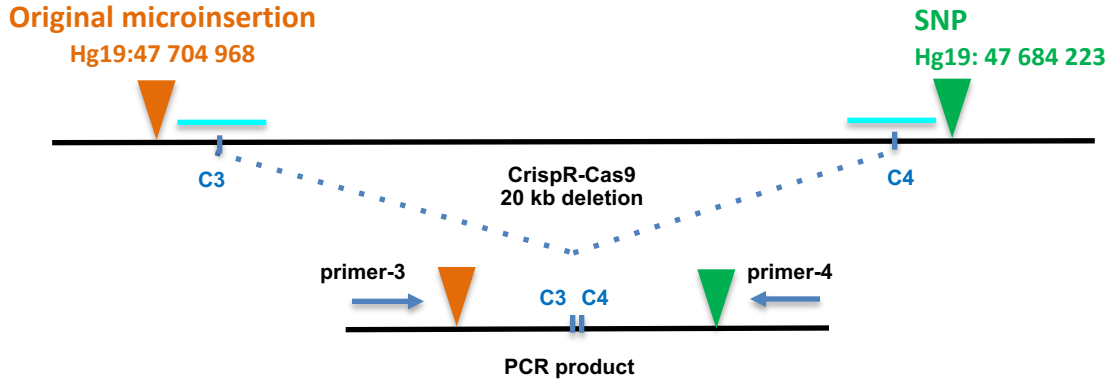 Original microinsertion
Hg19:47 704 968
SNP
Hg19: 47 684 223
C3
CrispR-Cas9
20 kb deletion
C4
primer-3
C3 C4
primer-4
PCR product